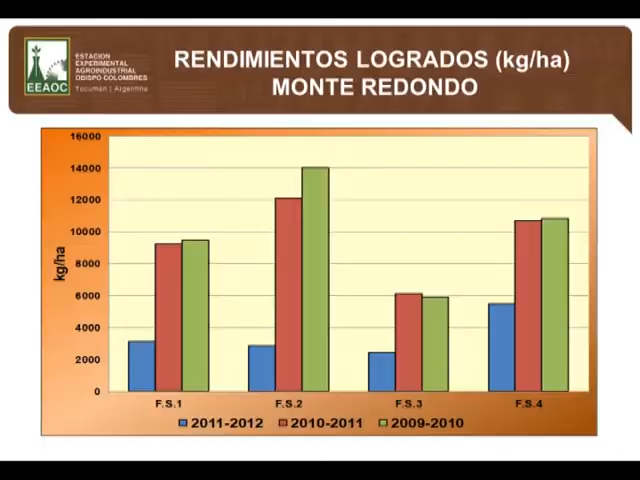 EEAOC
ESTACION
EXPERIMENTAL
AGROINDUSTRIAL
OBISPO COLOMBRES
Tucumán | Argentina
RENDIMIENTOS LOGRADOS (kg/ha)
MONTE REDONDO
kg/ha
16000
14000
12000
10000
8000
6000
4000
2000
0
F.S.1 F.S.2 F.S.3 F.S.4
2011-2012 2010-2011 2009-2010